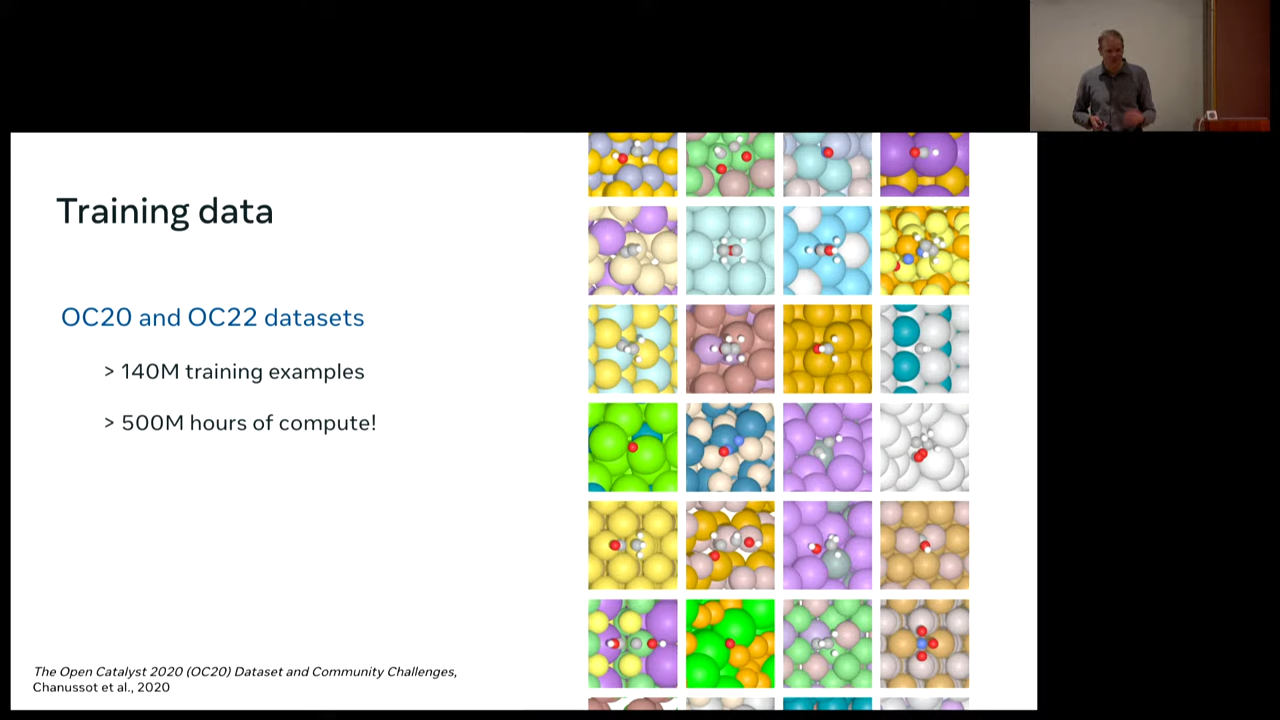 Training data
OC20 and OC22 datasets
> 140M training examples
> 500M hours of compute!
The Open Catalyst 2020 (OC20) Dataset and Community Challenges,
Chanussot et al., 2020